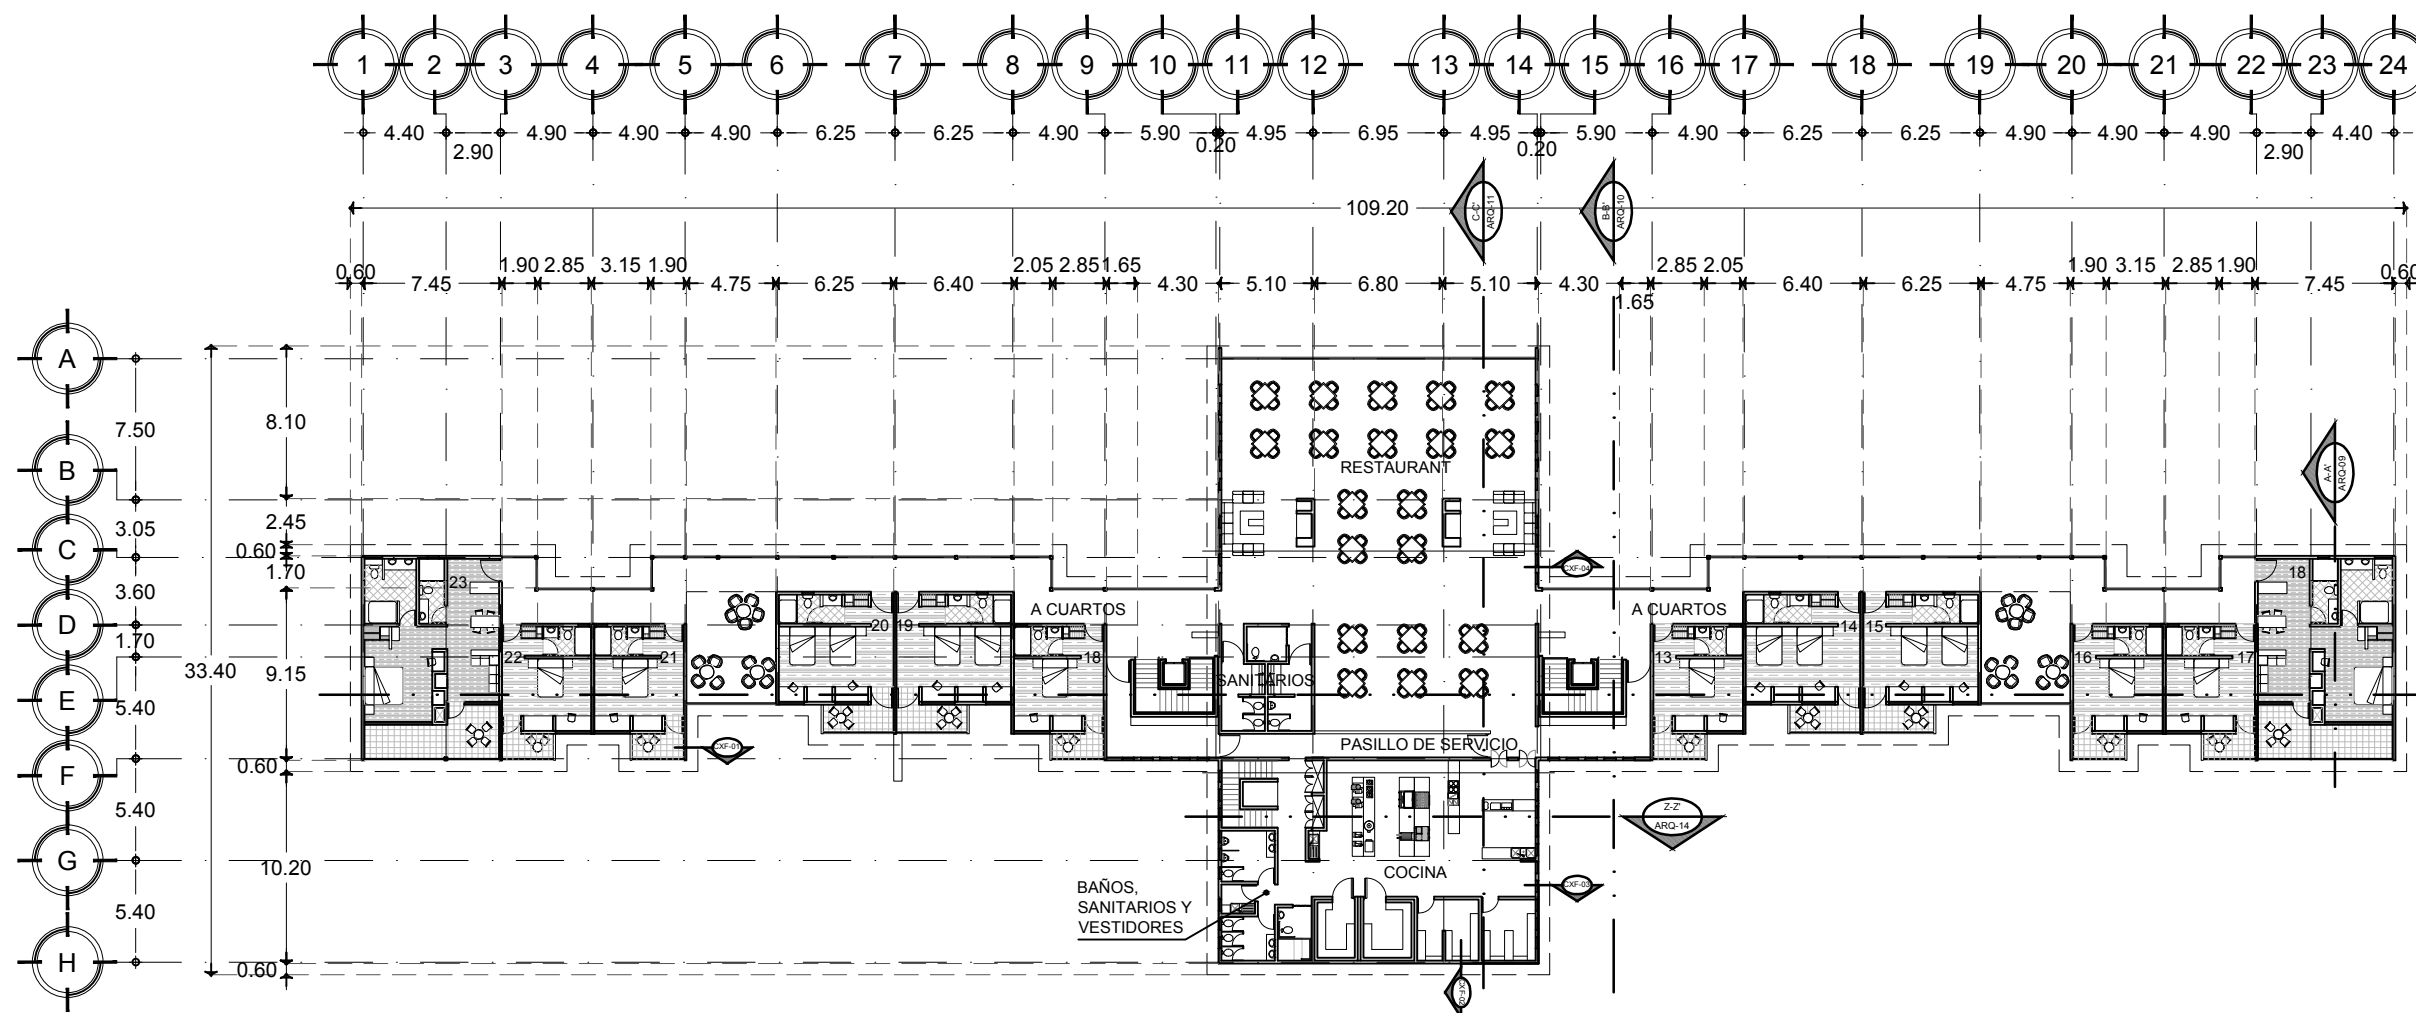 1 2 3 4 5 6 7 8 9 10 11 12 13 14 15 16 17 18 19 20 21 22 23 24
4.40 4.90 4.90 4.90 6.25 6.25 4.90 5.90 4.95 6.95 4.95 5.90 4.90 6.25 6.25 4.90 4.90 4.90 4.40
2.90 0.20 0.20 2.90
109.20
C-C'
ARQ-11
B-B'
ARQ-10
1.90 2.85 3.15 1.90 2.05 2.85 1.65 2.85 2.05 1.90 3.15 2.85 1.90
0.60 0.60
7.45 4.75 6.25 6.40 4.30 5.10 6.80 5.10 4.30 6.40 6.25 4.75 7.45
1.65
A
7.50
B
3.05
C
3.60
D
1.70
E
5.40
F
5.40
G
5.40
H
33.40
8.10
2.45
0.60
1.70
9.15
0.60
10.20
0.60
RESTAURANT
A-A'
ARQ-09
CXF-04
23
18
A CUARTOS
A CUARTOS
20 19
14 15
22 21
18
13
16 17
SANITARIOS
CXF-01
PASILLO DE SERVICIO
Z-Z'
ARQ-14
COCINA
CXF-03
BAÑOS,
SANITARIOS Y
VESTIDORES
CXF-02